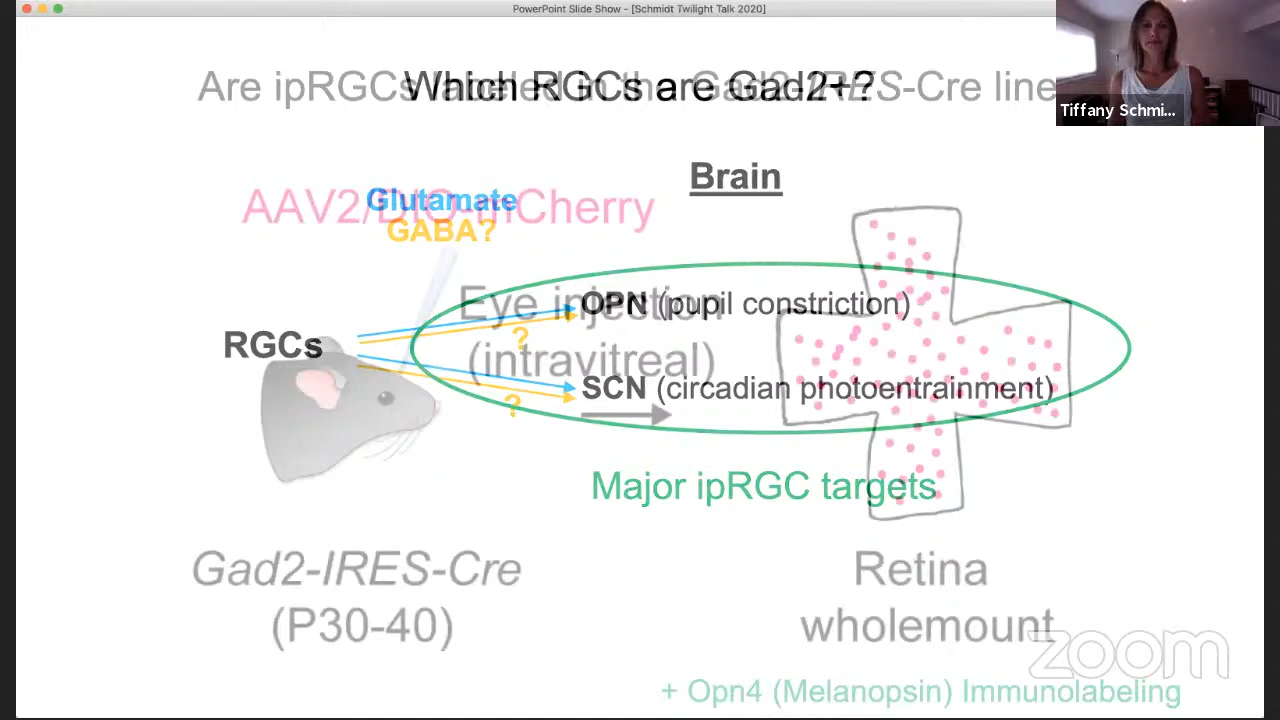 PowerPoint Slide Show - [Schmidt Twilight Talk 2020]
Are ipRGCs labeled in the Gad2-IRES-Cre line
Which RGCs are Gad2+?
Tiffany Schmi...
Brain
AAV2/DIO-mCherry
Glutamate
GABA?
Eye injection
(intravitreal)
OPN (pupil constriction)
RGCs
?
SCN (circadian photoentrainment)
?
Major ipRGC targets
Gad2-IRES-Cre
(P30-40)
Retina
wholemount
zoom
+ Opn4 (Melanopsin) Immunolabeling